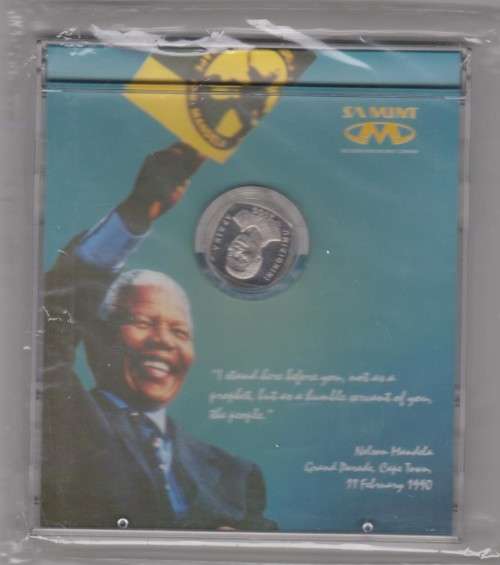 SA MINT
"I stand here before you, not as a
prophet, but as a humble servant of you,
the people."
Nelson Mandela
Grand Parade, Cape Town,
11 February 1990